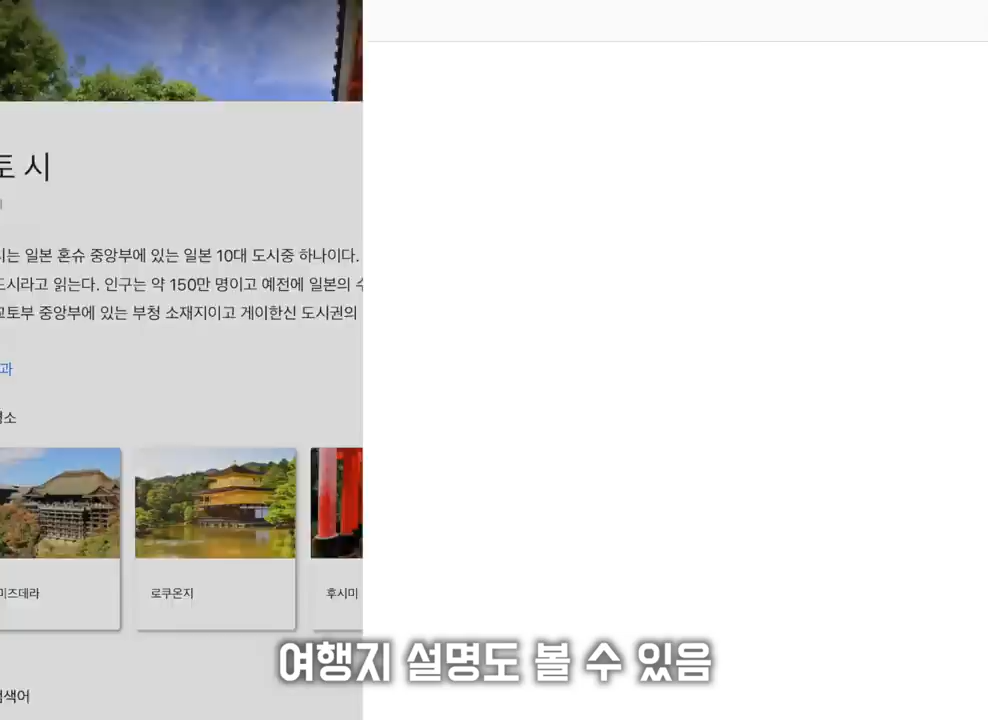 토 시
시는 일본 혼슈 중앙부에 있는 일본 10대 도시중 하나이다.
도시라고 읽는다. 인구는 약 150만 명이고 예전에 일본의 수
교토부 중앙부에 있는 부청 소재지이고 게이한신 도시권의
과
명소
미즈데라
로쿠온지
후시미
검색어
여행지 설명도 볼 수 있음